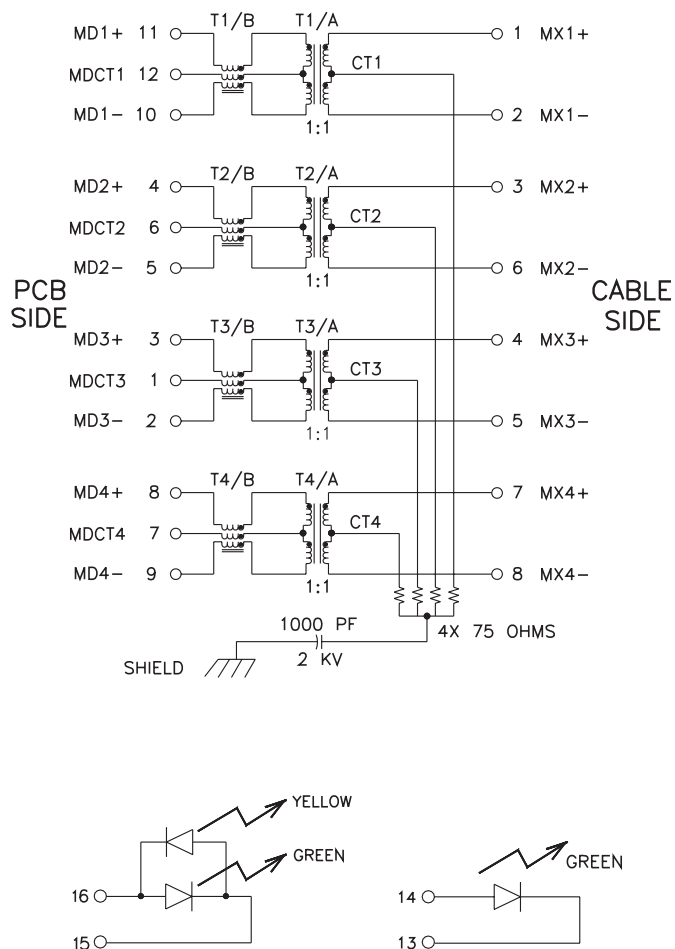 T1/B T1/A
MD1+ 11 1 MX1+
MDCT1 12 CT1
MD1- 10 2 MX1-
1:1
T2/B T2/A
MD2+ 4 3 MX2+
MDCT2 6 CT2
MD2- 5 6 MX2-
1:1
PCB SIDE
CABLE SIDE
T3/B T3/A
MD3+ 3 4 MX3+
MDCT3 1 CT3
MD3- 2 5 MX3-
1:1
T4/B T4/A
MD4+ 8 7 MX4+
MDCT4 7 CT4
MD4- 9 8 MX4-
1:1
1000 PF 4X 75 OHMS
2 KV
SHIELD
YELLOW
GREEN GREEN
16 14
15 13